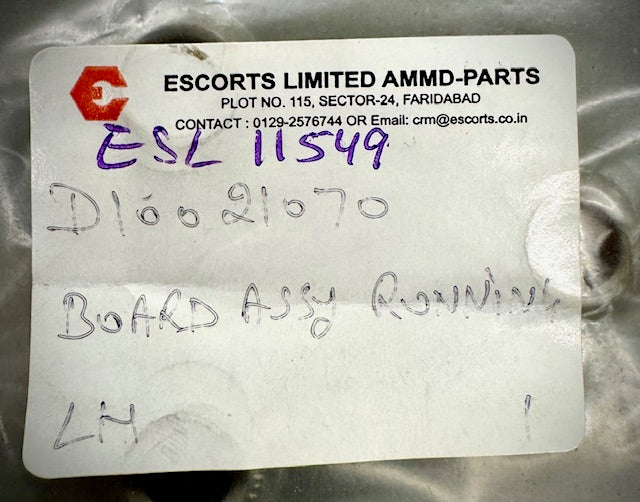 ESCORTS LIMITED AMMD-PARTS
PLOT NO. 115, SECTOR-24, FARIDABAD
CONTACT : 0129-2576744 OR Email: crm@escorts.co.in
ESL 11549
D10021070
BOARD ASSY RUNNING
LH 1